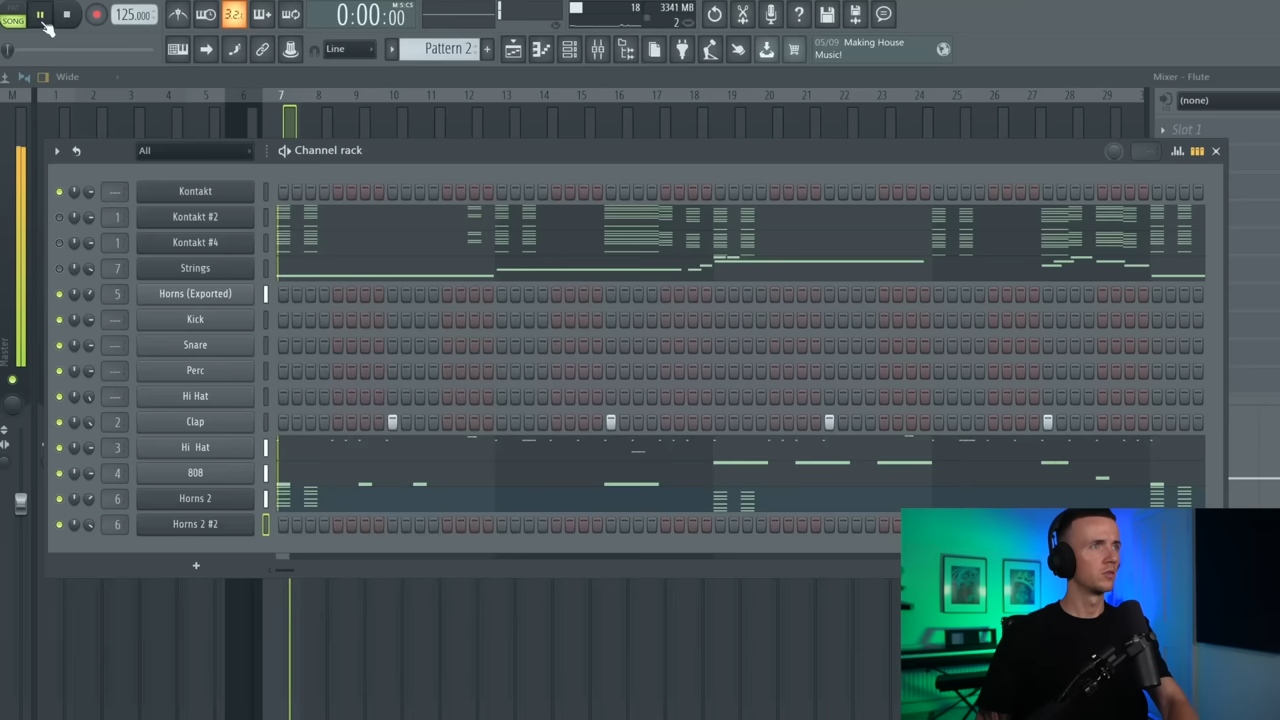 PAT
SONG
125.000
3.2.
0:00:00
M:S:CS
18
3341 MB
2
Line
Pattern 2
05/09 Making House
Music!
Wide
Mixer - Flute
M
1 2 3 4 5 6 7 8 9 10 11 12 13 14 15 16 17 18 19 20 21 22 23 24 25 26 27 28 29
(none)
Slot 1
All
Channel rack
Kontakt
1 Kontakt #2
1 Kontakt #4
7 Strings
5 Horns (Exported)
Kick
Snare
Perc
Hi Hat
2 Clap
3 Hi Hat
4 808
6 Horns 2
6 Horns 2 #2
Master
+